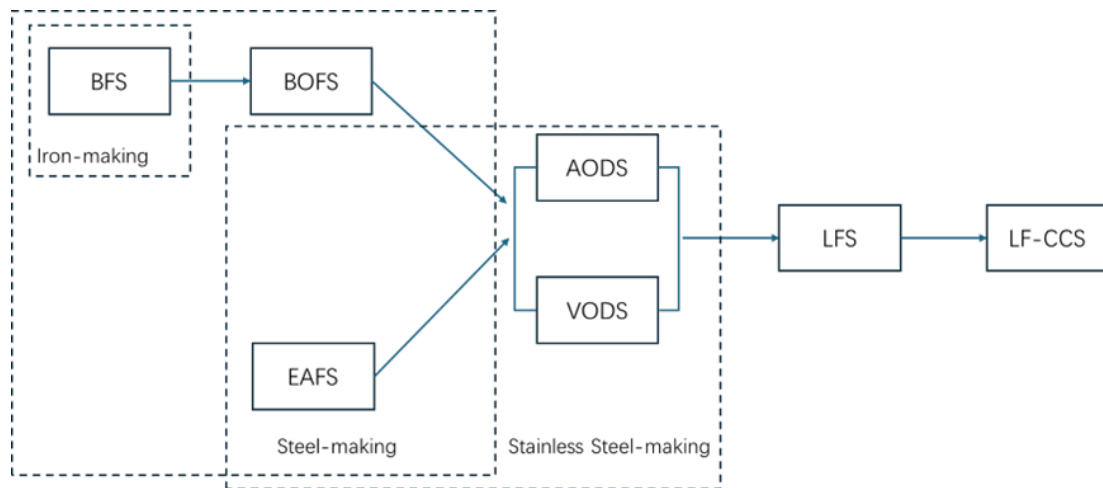 BFS
BOFS
Iron-making
AODS
LFS
LF-CCS
VODS
EAFS
Steel-making
Stainless Steel-making